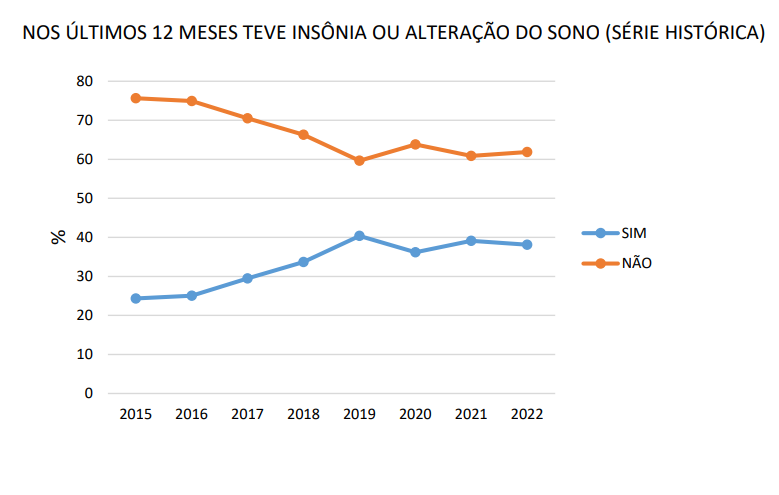 NOS ÚLTIMOS 12 MESES TEVE INSÔNIA OU ALTERAÇÃO DO SONO (SÉRIE HISTÓRICA)
80
70
60
50
40
30
20
10
0
%
2015 2016 2017 2018 2019 2020 2021 2022
SIM
NÃO